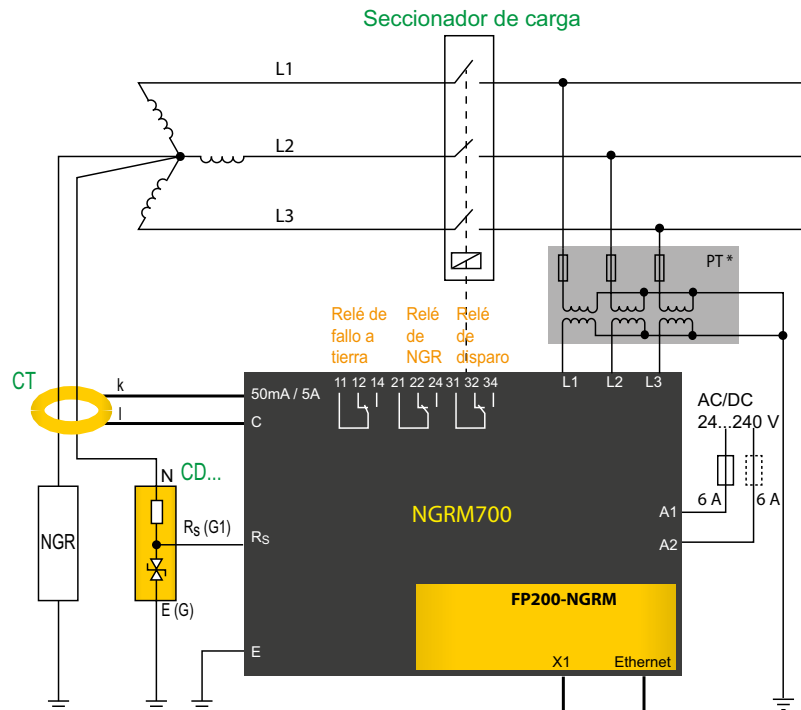 Seccionador de carga
L1
L2
L3
PT *
Relé de
fallo a
tierra
Relé
de
NGR
Relé
de
disparo
CT
k
l
50mA / 5A
C
11 12 14 21 22 24 31 32 34
L1 L2 L3
AC/DC
24...240 V
6 A
6 A
N
CD...
NGR
RS (G1)
RS
NGRM700
A1
A2
E (G)
E
FP200-NGRM
X1
Ethernet